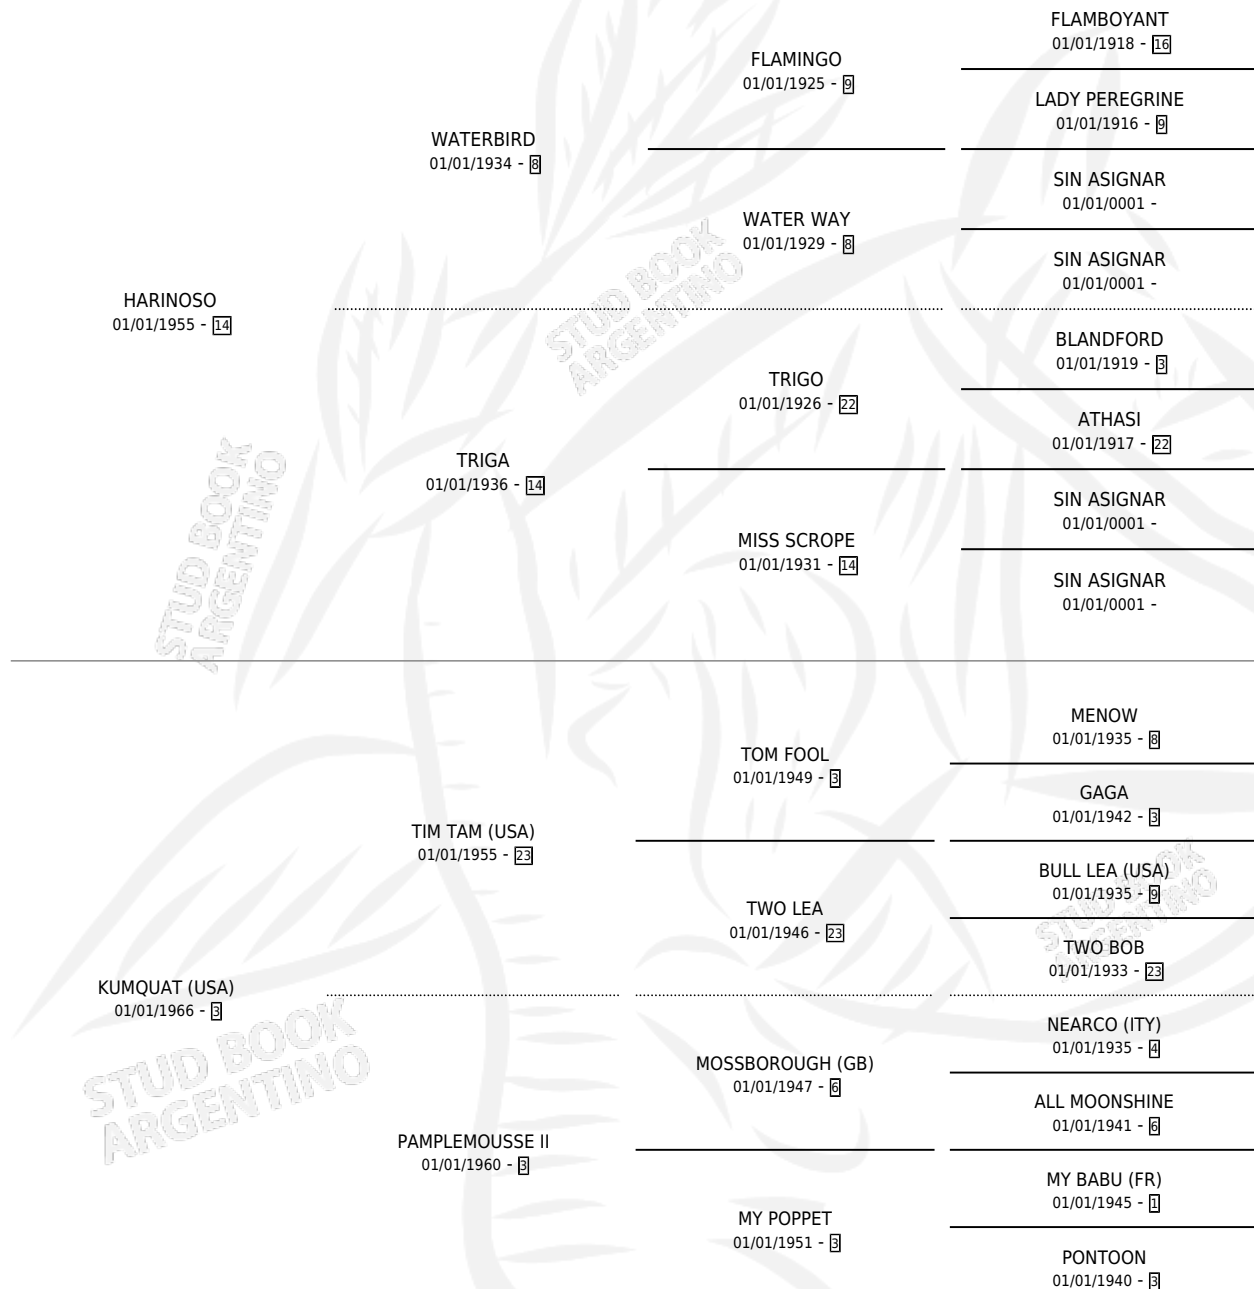 FLAMBOYANT
01/01/1918 - 16
FLAMINGO
01/01/1925 - 9
LADY PEREGRINE
01/01/1916 - 9
WATERBIRD
01/01/1934 - 8
SIN ASIGNAR
01/01/0001 -
WATER WAY
01/01/1929 - 8
SIN ASIGNAR
01/01/0001 -
HARINOSO
01/01/1955 - 14
STUD BOOK
ARGENTINO
BLANDFORD
01/01/1919 - 3
TRIGO
01/01/1926 - 22
ATHASI
01/01/1917 - 22
TRIGA
01/01/1936 - 14
SIN ASIGNAR
01/01/0001 -
MISS SCROPE
01/01/1931 - 14
SIN ASIGNAR
01/01/0001 -
STUD BOOK
ARGENTINO
MENOW
01/01/1935 - 8
TOM FOOL
01/01/1949 - 3
GAGA
01/01/1942 - 3
TIM TAM (USA)
01/01/1955 - 23
BULL LEA (USA)
01/01/1935 - 9
TWO LEA
01/01/1946 - 23
TWO BOB
01/01/1933 - 23
STUD BOOK
ARGENTINO
KUMQUAT (USA)
01/01/1966 - 3
NEARCO (ITY)
01/01/1935 - 4
MOSSBOROUGH (GB)
01/01/1947 - 6
ALL MOONSHINE
01/01/1941 - 6
STUD BOOK
ARGENTINO
PAMPLEMOUSSE II
01/01/1960 - 3
MY BABU (FR)
01/01/1945 - 1
MY POPPET
01/01/1951 - 3
PONTOON
01/01/1940 - 3